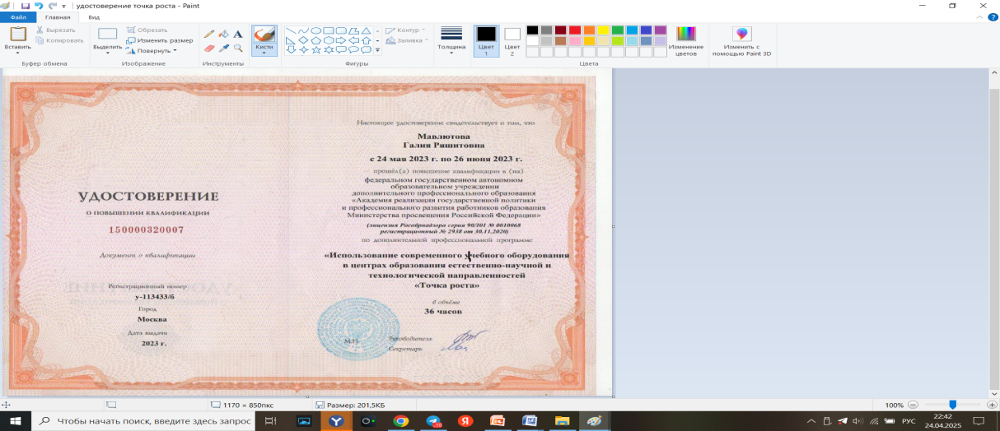 удостоверение точка роста - Paint
Файл
Главная
Вид
Вставить
Вырезать
Копировать
Буфер обмена
Выделить
Обрезать
Изменить размер
Повернуть
Изображение
Инструменты
Кисти
Контур
Заливка
Фигуры
Толщина
Цвет 1
Цвет 2
Цвета
Изменение цветов
Изменить с помощью Paint 3D
УДОСТОВЕРЕНИЕ
О ПОВЫШЕНИИ КВАЛИФИКАЦИИ
150000320007
Документ о квалификации
Регистрационный номер
у-113433/6
Город
Москва
Дата выдачи
2023 г.
Настоящее удостоверение свидетельствует о том, что
Мавлютова
Галия Ряшитовна
с 24 мая 2023 г. по 26 июня 2023 г.
прошёл(а) повышение квалификации в (на)
федеральном государственном автономном
образовательном учреждении
дополнительного профессионального образования
«Академия реализации государственной политики
и профессионального развития работников образования
Министерства просвещения Российской Федерации»
(лицензия Рособрнадзора серия 90Л01 № 0010068
регистрационный № 2938 от 30.11.2020)
по дополнительной профессиональной программе
«Использование современного учебного оборудования
в центрах образования естественно-научной и
технологической направленностей
«Точка роста»
в объёме
36 часов
М.П.
Руководитель
Секретарь
1170 × 850пкс
Размер: 201,5КБ
100%
Чтобы начать поиск, введите здесь запрос
РУС
22:42
24.04.2025